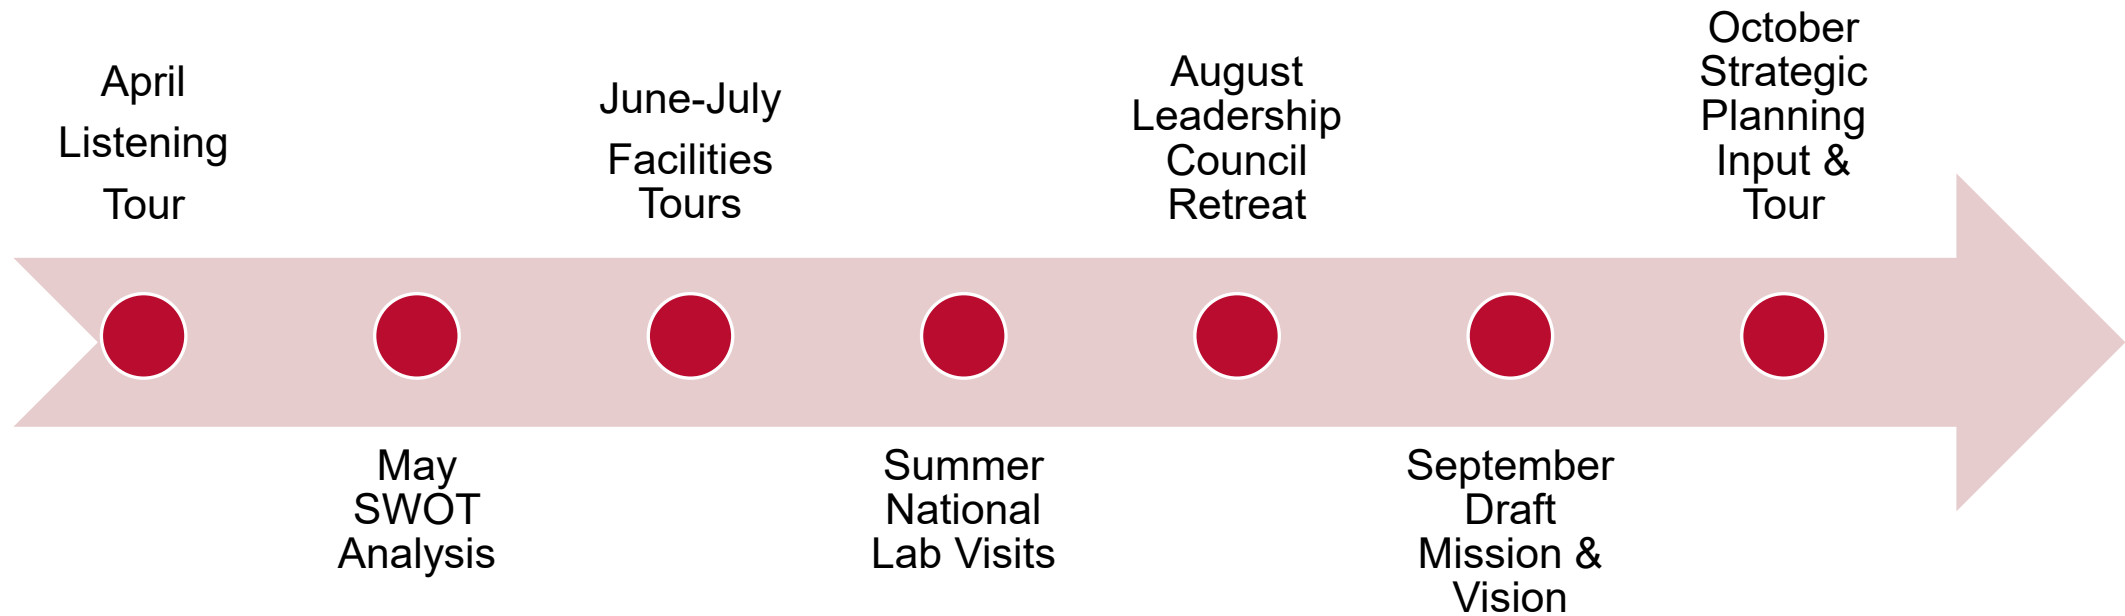 April
Listening
Tour
May
SWOT
Analysis
June-July
Facilities
Tours
Summer
National
Lab Visits
August
Leadership
Council
Retreat
September
Draft
Mission &
Vision
October
Strategic
Planning
Input &
Tour